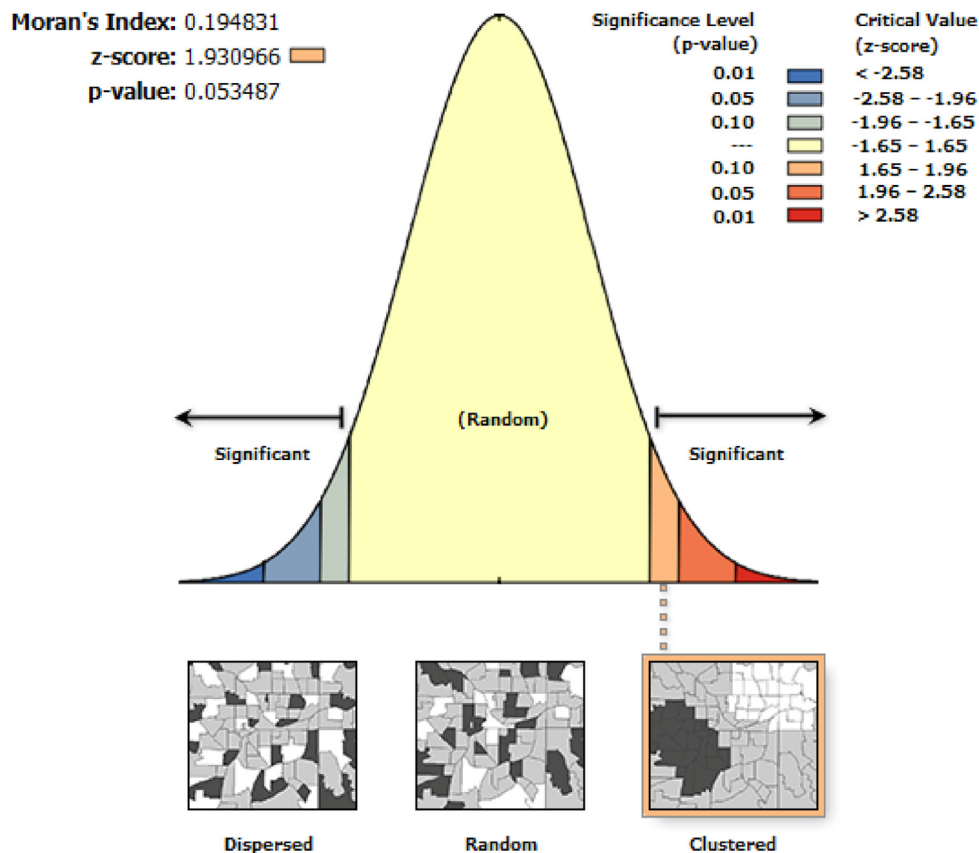 Moran's Index: 0.194831
z-score: 1.930966
p-value: 0.053487
Significance Level (p-value)
Critical Value (z-score)
0.01 < -2.58
0.05 -2.58 – -1.96
0.10 -1.96 – -1.65
--- -1.65 – 1.65
0.10 1.65 – 1.96
0.05 1.96 – 2.58
0.01 > 2.58
(Random)
Significant
Significant
Dispersed
Random
Clustered